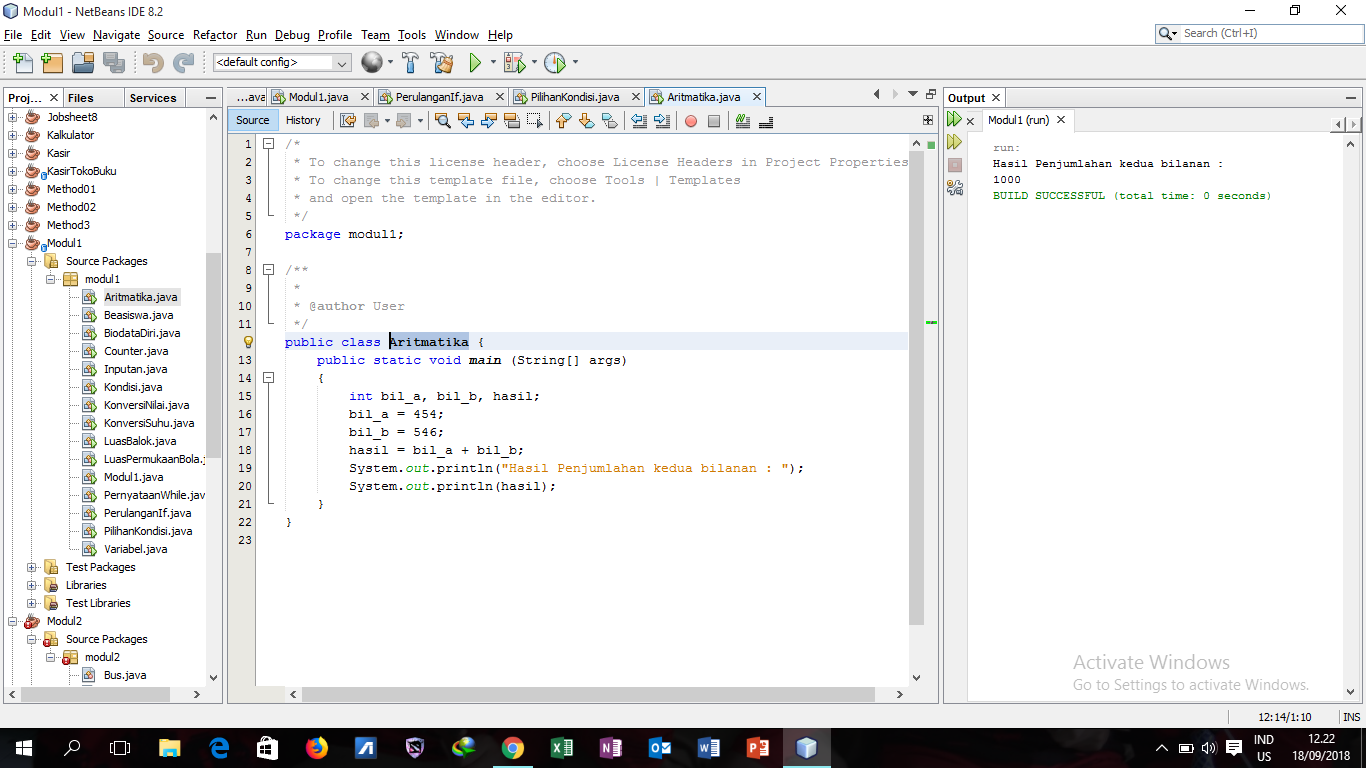 Modul1 - NetBeans IDE 8.2
File Edit View Navigate Source Refactor Run Debug Profile Team Tools Window Help
Search (Ctrl+I)
<default config>
Proj... Files Services
Jobsheet8
Kalkulator
Kasir
KasirTokoBuku
Method01
Method02
Method3
Modul1
Source Packages
modul1
Aritmatika.java
Beasiswa.java
BiodataDiri.java
Counter.java
Inputan.java
Kondisi.java
KonversiNilai.java
KonversiSuhu.java
LuasBalok.java
LuasPermukaanBola.j
Modul1.java
PernyataanWhile.jav
PerulanganIf.java
PilihanKondisi.java
Variabel.java
Test Packages
Libraries
Test Libraries
Modul2
Source Packages
modul2
Bus.java
...ava Modul1.java PerulanganIf.java PilihanKondisi.java Aritmatika.java
Source History
1 /*
2 * To change this license header, choose License Headers in Project Properties
3 * To change this template file, choose Tools | Templates
4 * and open the template in the editor.
5 */
6 package modul1;
7
8 /**
9 *
10 * @author User
11 */
public class Aritmatika {
13 public static void main (String[] args)
14 {
15 int bil_a, bil_b, hasil;
16 bil_a = 454;
17 bil_b = 546;
18 hasil = bil_a + bil_b;
19 System.out.println("Hasil Penjumlahan kedua bilanan : ");
20 System.out.println(hasil);
21 }
22 }
23
Output
Modul1 (run)
run:
Hasil Penjumlahan kedua bilanan :
1000
BUILD SUCCESSFUL (total time: 0 seconds)
Activate Windows
Go to Settings to activate Windows.
12:14/1:10 INS
IND
US
12.22
18/09/2018